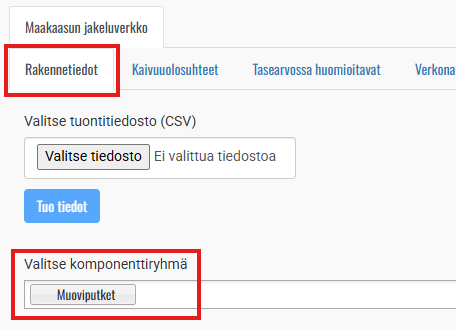 Maakaasun jakeluverkko
Rakennetiedot Kaivuuolosuhteet Tasearvossa huomioitavat Verkona
Valitse tuontitiedosto (CSV)
Valitse tiedosto Ei valittua tiedostoa
Tuo tiedot
Valitse komponenttiryhmä
Muoviputket